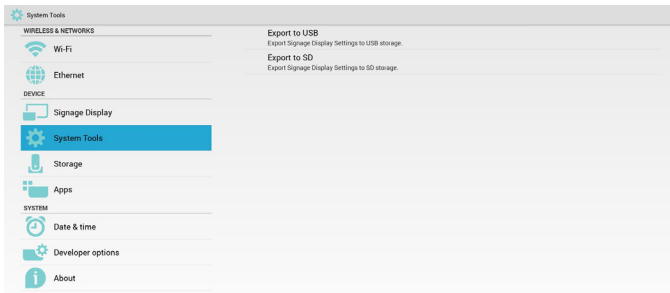 System Tools
WIRELESS & NETWORKS
Wi-Fi
Ethernet
DEVICE
Signage Display
System Tools
Storage
Apps
SYSTEM
Date & time
Developer options
About
Export to USB
Export Signage Display Settings to USB storage.
Export to SD
Export Signage Display Settings to SD storage.